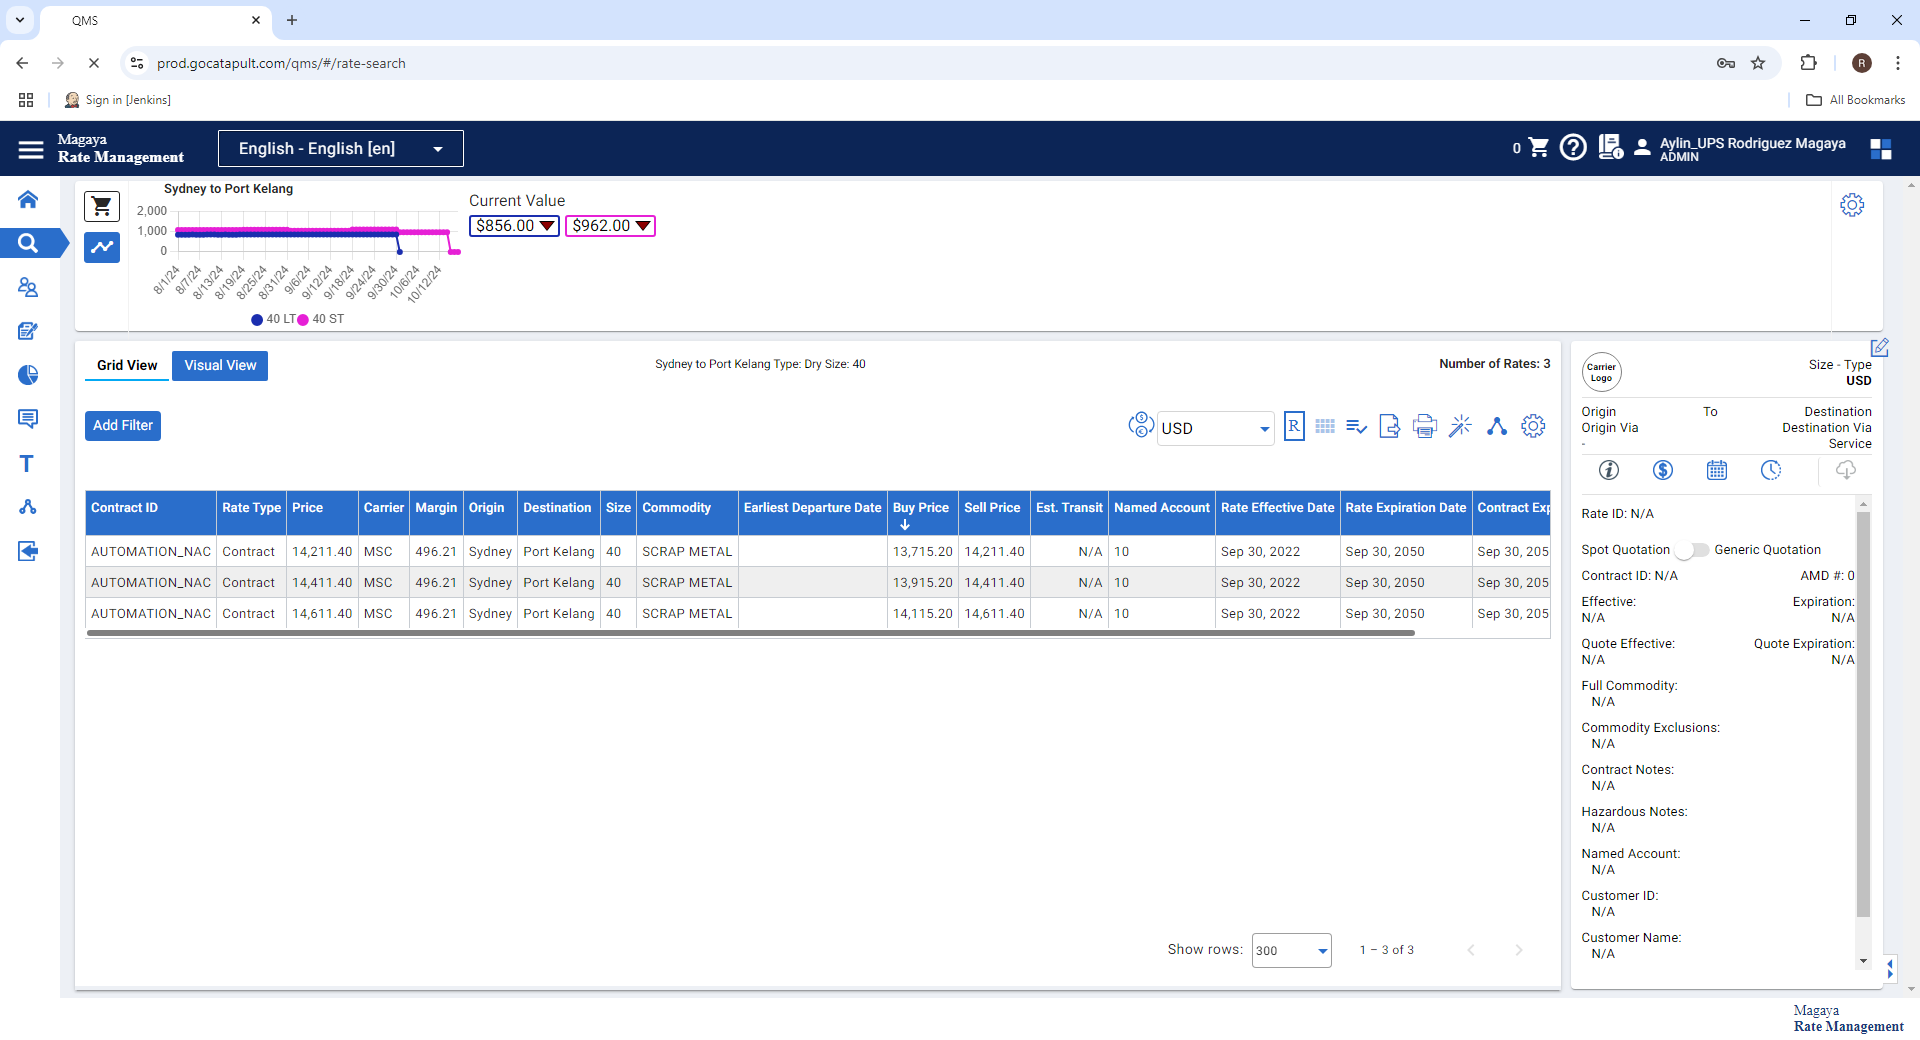 QMS
prod.gocatapult.com/qms/#/rate-search
R
Sign in [Jenkins]
All Bookmarks
Magaya
Rate Management
English - English [en]
0
Aylin_UPS Rodriguez Magaya
ADMIN
Sydney to Port Kelang
2,000
1,000
0
8/1/24 8/7/24 8/13/24 8/19/24 8/25/24 8/31/24 9/6/24 9/12/24 9/18/24 9/24/24 9/30/24 10/6/24 10/12/24
40 LT 40 ST
Current Value
$856.00 $962.00
Grid View Visual View
Sydney to Port Kelang Type: Dry Size: 40
Number of Rates: 3
Add Filter
USD
R
Contract ID Rate Type Price Carrier Margin Origin Destination Size Commodity Earliest Departure Date Buy Price Sell Price Est. Transit Named Account Rate Effective Date Rate Expiration Date Contract Exp
AUTOMATION_NAC Contract 14,211.40 MSC 496.21 Sydney Port Kelang 40 SCRAP METAL 13,715.20 14,211.40 N/A 10 Sep 30, 2022 Sep 30, 2050 Sep 30, 205
AUTOMATION_NAC Contract 14,411.40 MSC 496.21 Sydney Port Kelang 40 SCRAP METAL 13,915.20 14,411.40 N/A 10 Sep 30, 2022 Sep 30, 2050 Sep 30, 205
AUTOMATION_NAC Contract 14,611.40 MSC 496.21 Sydney Port Kelang 40 SCRAP METAL 14,115.20 14,611.40 N/A 10 Sep 30, 2022 Sep 30, 2050 Sep 30, 205
Show rows: 300 1 – 3 of 3
Carrier
Logo
Size - Type
USD
Origin To Destination
Origin Via Destination Via
- Service
Rate ID: N/A
Spot Quotation Generic Quotation
Contract ID: N/A AMD #: 0
Effective: Expiration:
N/A N/A
Quote Effective: Quote Expiration:
N/A N/A
Full Commodity:
N/A
Commodity Exclusions:
N/A
Contract Notes:
N/A
Hazardous Notes:
N/A
Named Account:
N/A
Customer ID:
N/A
Customer Name:
N/A
Magaya
Rate Management